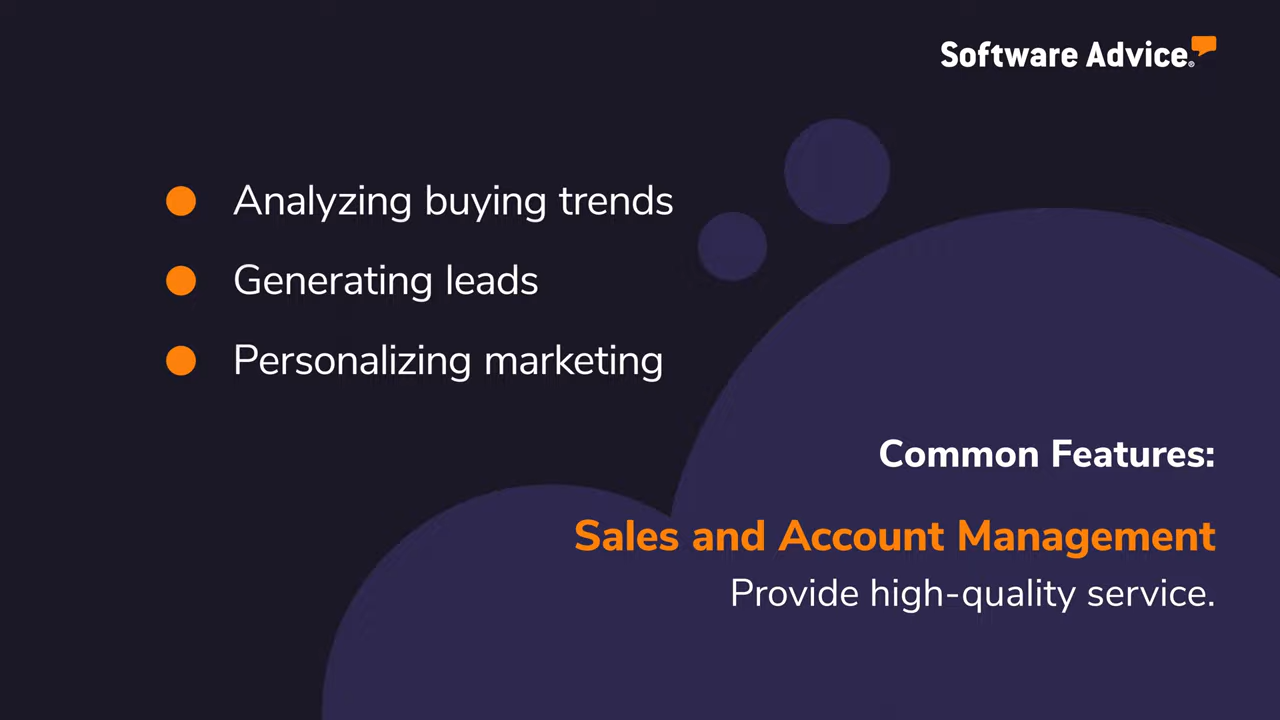 Software Advice®
Analyzing buying trends
Generating leads
Personalizing marketing
Common Features:
Sales and Account Management
Provide high-quality service.